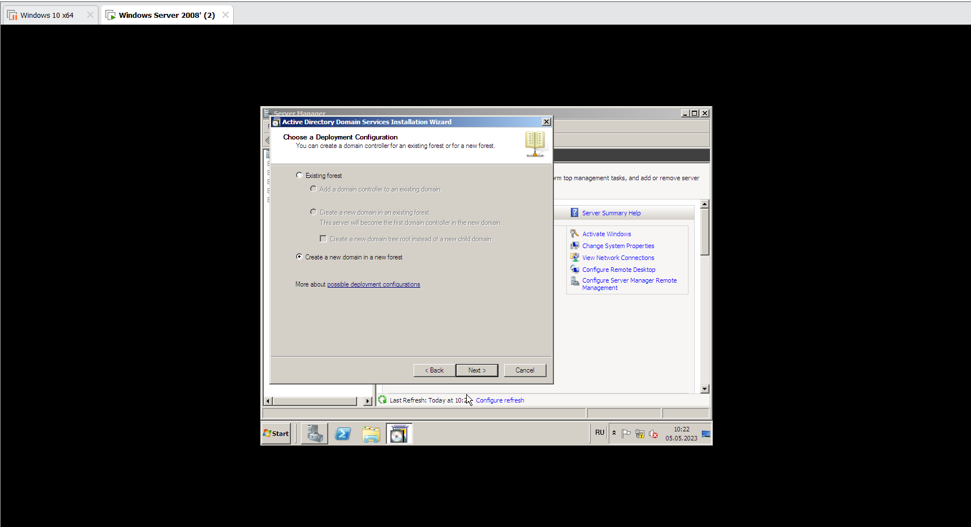 Windows 10 x64
Windows Server 2008' (2)
Server Manager
Active Directory Domain Services Installation Wizard
Choose a Deployment Configuration
You can create a domain controller for an existing forest or for a new forest.
Existing forest
Add a domain controller to an existing domain
Create a new domain in an existing forest
This server will become the first domain controller in the new domain.
Create a new domain tree root instead of a new child domain
Create a new domain in a new forest
More about possible deployment configurations
< Back
Next >
Cancel
top management tasks, and add or remove server
Server Summary Help
Activate Windows
Change System Properties
View Network Connections
Configure Remote Desktop
Configure Server Manager Remote
Management
Last Refresh: Today at
Configure refresh
Start
RU
10:22
05.05.2023